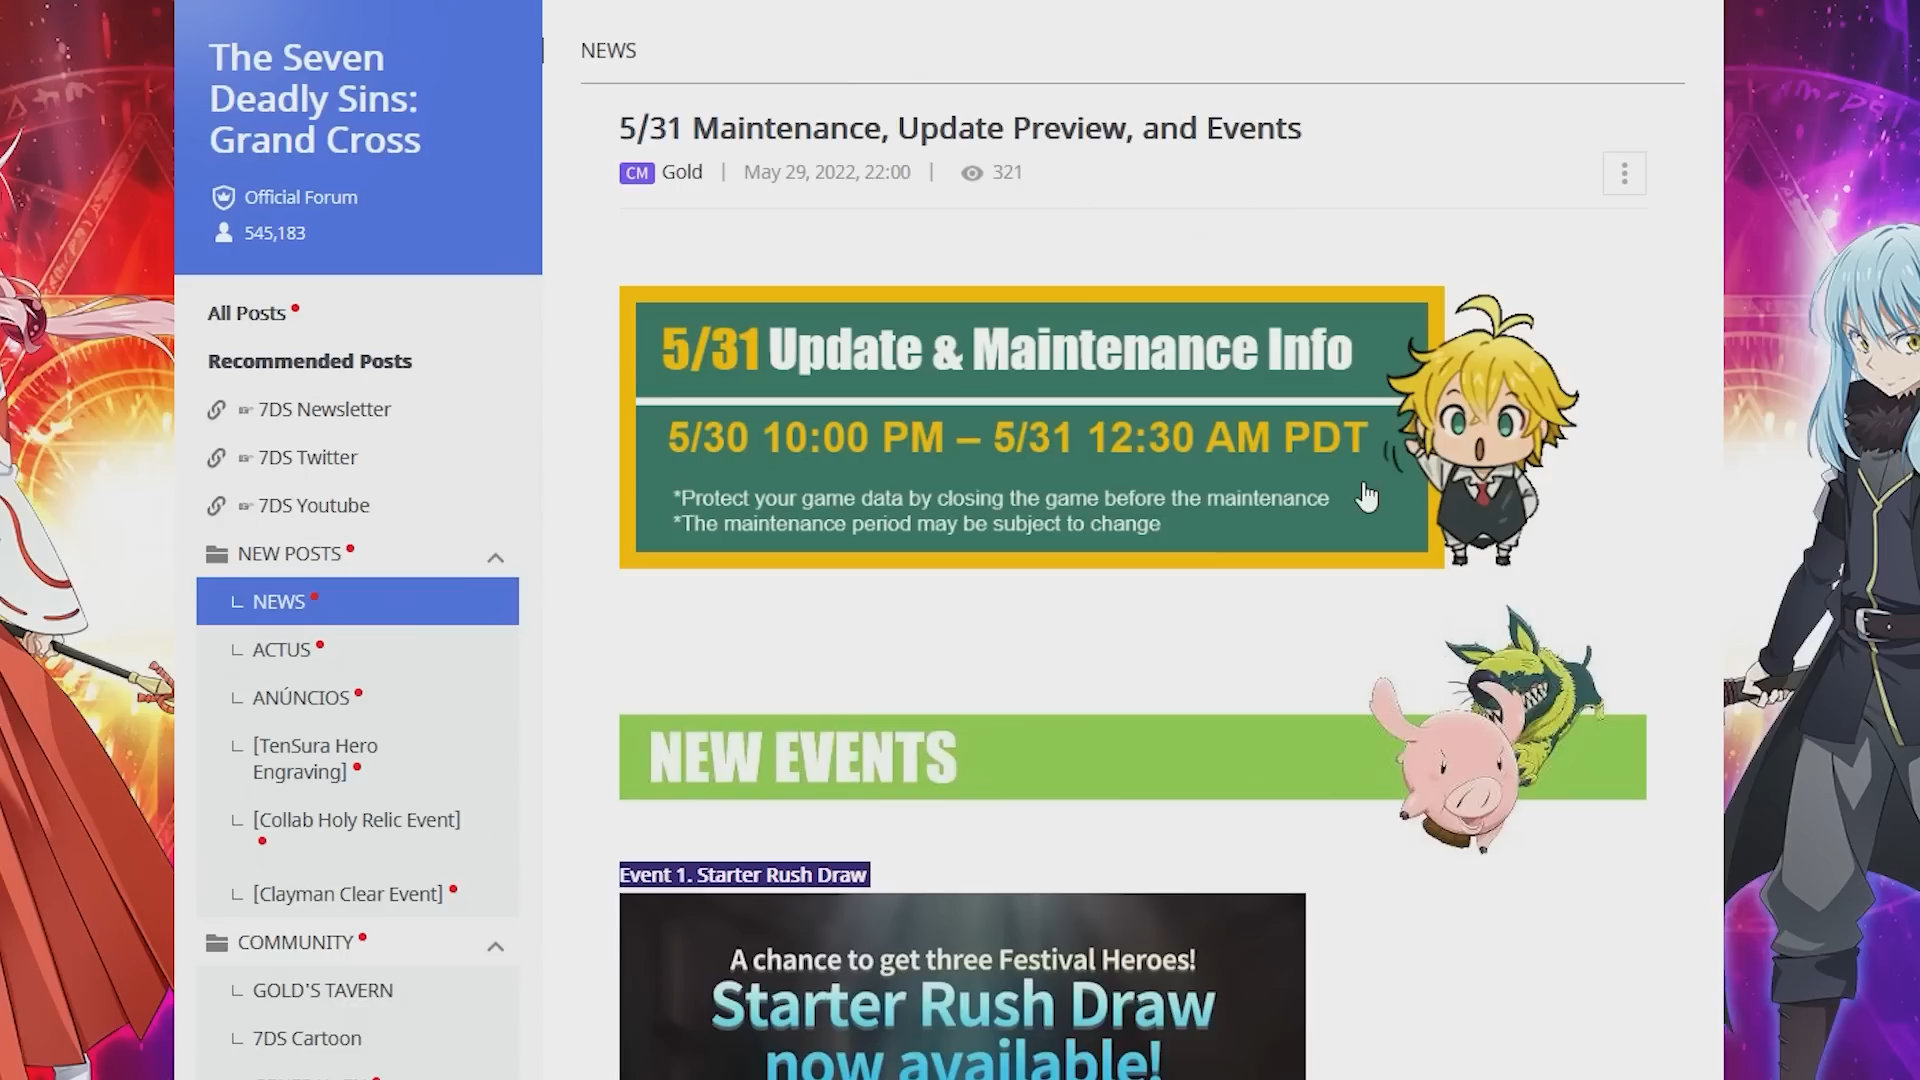 The Seven
Deadly Sins:
Grand Cross
Official Forum
545,183
All Posts
Recommended Posts
7DS Newsletter
7DS Twitter
7DS Youtube
NEW POSTS
NEWS
ACTUS
ANÚNCIOS
[TenSura Hero
Engraving]
[Collab Holy Relic Event]
[Clayman Clear Event]
COMMUNITY
GOLD'S TAVERN
7DS Cartoon
NEWS
5/31 Maintenance, Update Preview, and Events
CM Gold | May 29, 2022, 22:00 | 321
5/31 Update & Maintenance Info
5/30 10:00 PM – 5/31 12:30 AM PDT
*Protect your game data by closing the game before the maintenance
*The maintenance period may be subject to change
NEW EVENTS
Event 1. Starter Rush Draw
A chance to get three Festival Heroes!
Starter Rush Draw
now available!